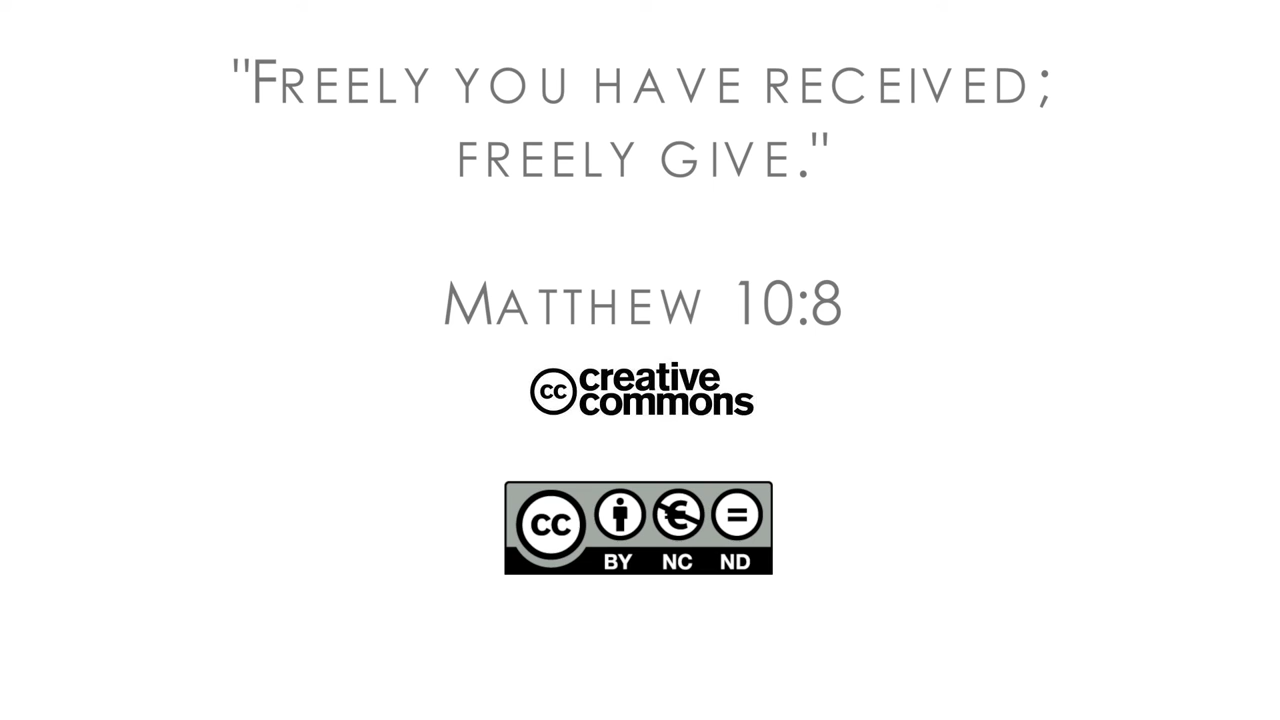 "FREELY YOU HAVE RECEIVED;
FREELY GIVE."
MATTHEW 10:8
cc creative
commons
cc BY NC ND